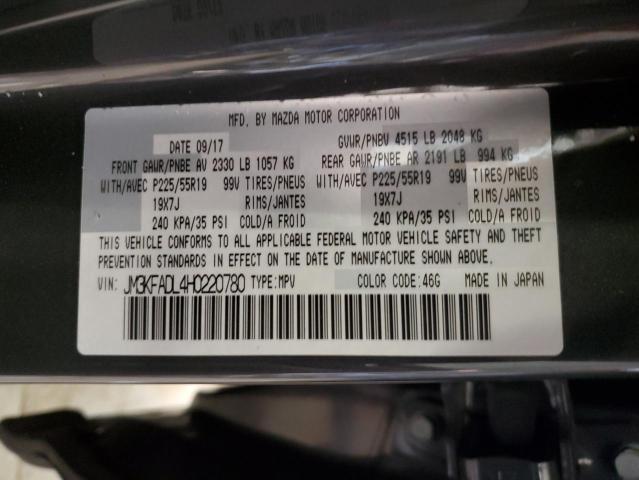 MFD. BY MAZDA MOTOR CORPORATION
DATE 09/17 GVWR/PNBV 4515 LB 2048 KG
FRONT GAWR/PNBE AV 2330 LB 1057 KG REAR GAWR/PNBE AR 2191 LB 994 KG
WITH/AVEC P225/55R19 99V TIRES/PNEUS WITH/AVEC P225/55R19 99V TIRES/PNEUS
19X7J RIMS/JANTES 19X7J RIMS/JANTES
240 KPA/35 PSI COLD/A FROID 240 KPA/35 PSI COLD/A FROID
THIS VEHICLE CONFORMS TO ALL APPLICABLE FEDERAL MOTOR VEHICLE SAFETY AND THEFT
PREVENTION STANDARDS IN EFFECT ON THE DATE OF MANUFACTURE SHOWN ABOVE.
VIN: JM3KFADL4H0220780 TYPE:MPV COLOR CODE:46G MADE IN JAPAN